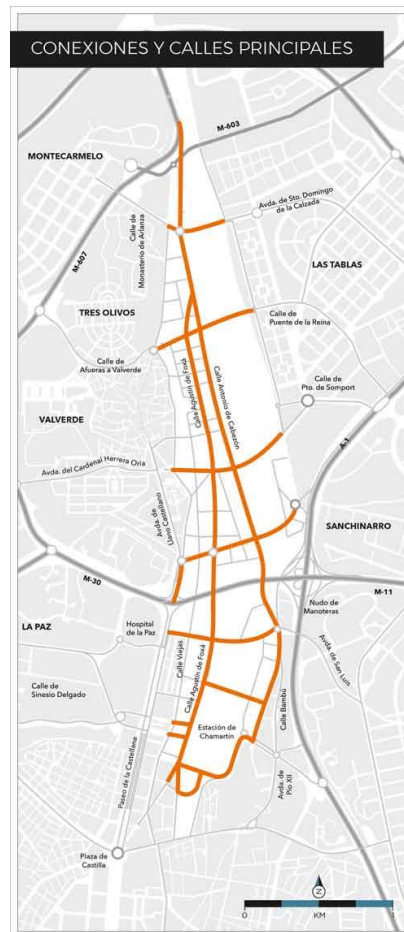 CONEXIONES Y CALLES PRINCIPALES
M-603
MONTECARMELO
Avda. de Sto. Domingo
de la Calzada
Calle de
Monasterio de Arlanza
M-607
LAS TABLAS
TRES OLIVOS
Calle de
Puente de la Reina
Calle de
Afueras a Valverde
Calle Agustín de Foxá
Calle Antonio de Cabezón
Calle de
Pto. de Somport
VALVERDE
A-1
Avda. del Cardenal Herrera Oria
Avda. de
Llano Castellano
SANCHINARRO
M-30
M-11
Nudo de
Manoteras
LA PAZ
Hospital
de la Paz
Avda. de San Luis
Calle Viejas
Calle Agustín de Foxá
Calle de
Sinesio Delgado
Calle Bambú
Estación de
Chamartín
Paseo de la Castellana
Avda. de
Pío XII
Plaza de
Castilla
N
0
KM
1